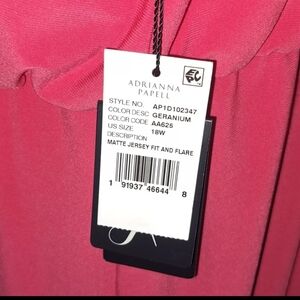 ADRIANNA
PAPELL
STYLE NO. AP1D102347
COLOR DESC. GERANIUM
COLOR CODE AA625
US SIZE 18W
DESCRIPTION
MATTE JERSEY FIT AND FLARE
1 91937 46644 8